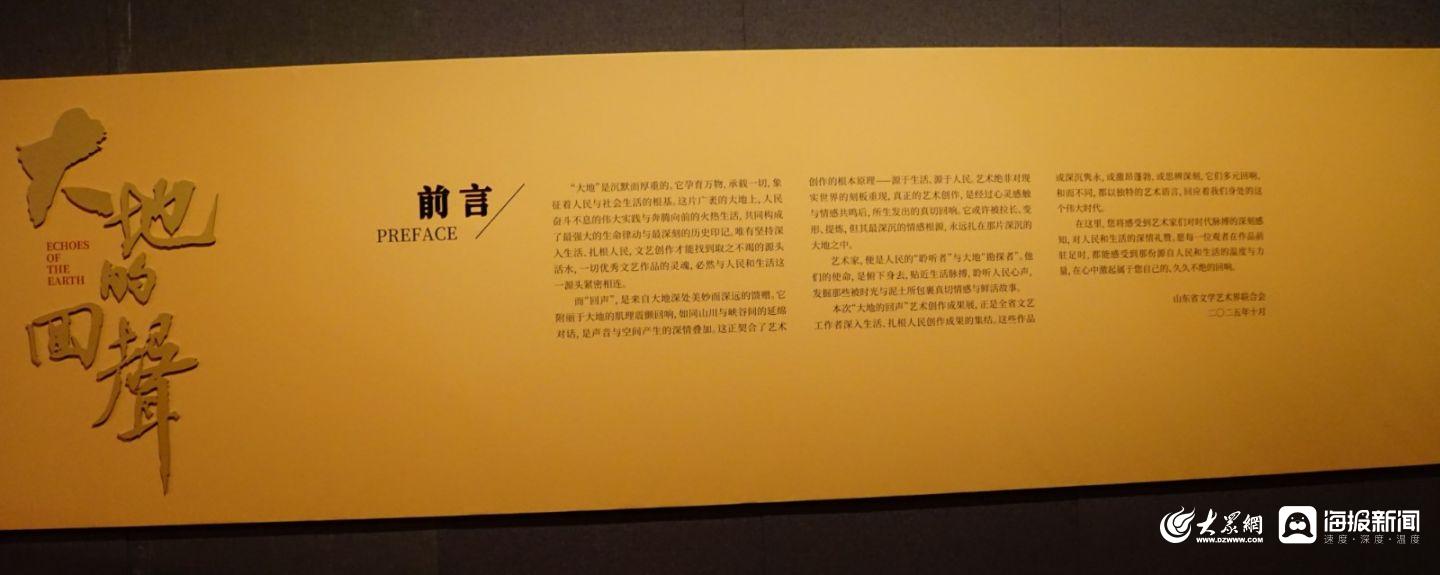 大地的回聲
ECHOES
OF
THE
EARTH
前言
PREFACE
“大地”是沉默而厚重的。它孕育万物，承载一切，象
征着人民与社会生活的根基。这片广袤的大地上，人民
奋斗不息的伟大实践与奔腾向前的火热生活，共同构成
了最强大的生命律动与最深刻的历史印记。唯有坚持深
入生活、扎根人民，文艺创作才能找到取之不竭的源头
活水，一切优秀文艺作品的灵魂，必然与人民和生活这
一源头紧密相连。
而“回声”，是来自大地深处美妙而深远的馈赠。它
附丽于大地的肌理震颤回响，如同山川与峡谷间的延绵
对话，是声音与空间产生的深情叠加。这正契合了艺术
创作的根本原理——源于生活，源于人民。艺术绝非对现
实世界的刻板重现，真正的艺术创作，是经过心灵感触
与情感共鸣后，所生发出的真切回响。它或许被拉长、变
形、提炼，但其最深沉的情感根源，永远扎在那片深沉的
大地之中。
艺术家，便是人民的“聆听者”与大地“勘探者”。他
们的使命，是俯下身去，贴近生活脉搏，聆听人民心声，
发掘那些被时光与泥土所包裹真切情感与鲜活故事。
本次“大地的回声”艺术创作成果展，正是全省文艺
工作者深入生活、扎根人民创作成果的集结。这些作品
或深沉隽永，或激昂蓬勃，或思辨深刻，它们多元回响，
和而不同，都以独特的艺术语言，回应着我们身处的这
个伟大时代。
在这里，您将感受到艺术家们对时代脉搏的深刻感
知，对人民和生活的深情礼赞。愿每一位观者在作品前
驻足时，都能感受到那份源自人民和生活的温度与力
量，在心中激起属于您自己的、久久不绝的回响。
山东省文学艺术界联合会
二〇二五年十月
大眾網
www.dzwww.com
海报新闻
速度·深度·温度